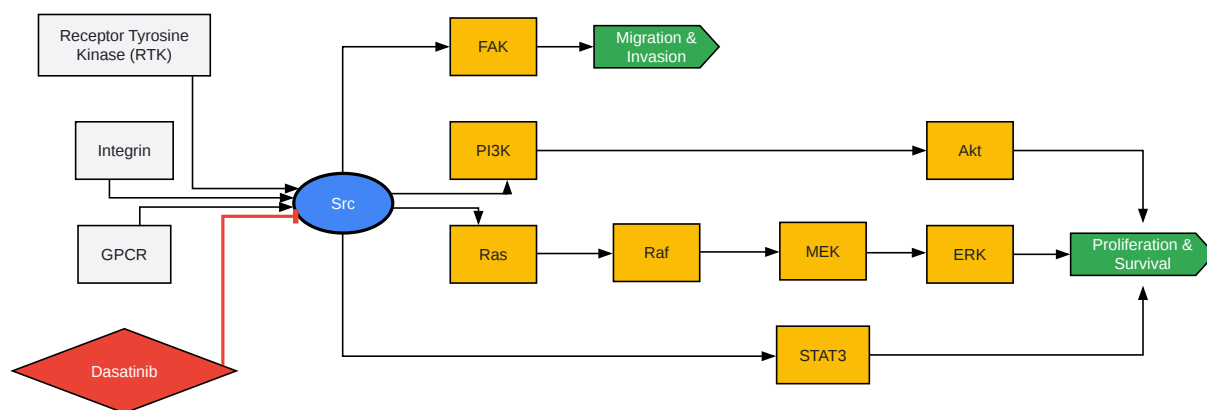 Receptor Tyrosine
Kinase (RTK)
FAK
Migration &
Invasion
Integrin
PI3K
Akt
Src
GPCR
Ras
Raf
MEK
ERK
Proliferation &
Survival
STAT3
Dasatinib